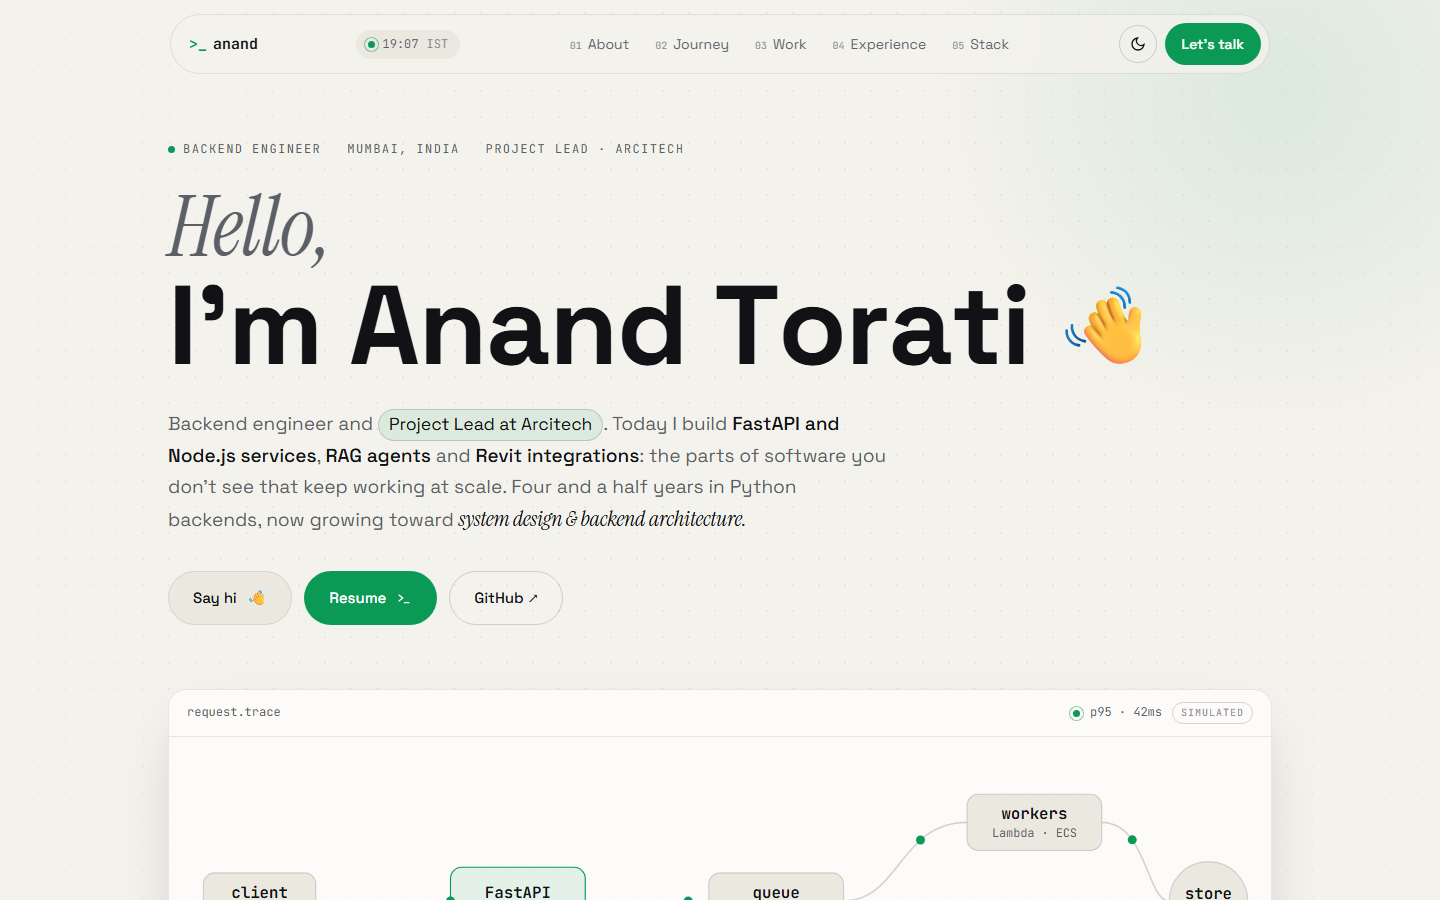 >_ anand
19:07 IST
01 About
02 Journey
03 Work
04 Experience
05 Stack
Let's talk
BACKEND ENGINEER MUMBAI, INDIA PROJECT LEAD · ARCITECH
Hello,
I'm Anand Torati
Backend engineer and Project Lead at Arcitech. Today I build FastAPI and
Node.js services, RAG agents and Revit integrations: the parts of software you
don't see that keep working at scale. Four and a half years in Python
backends, now growing toward system design & backend architecture.
Say hi
Resume >_
GitHub ↗
request.trace
p95 · 42ms
SIMULATED
workers
Lambda · ECS
client
FastAPI
queue
store